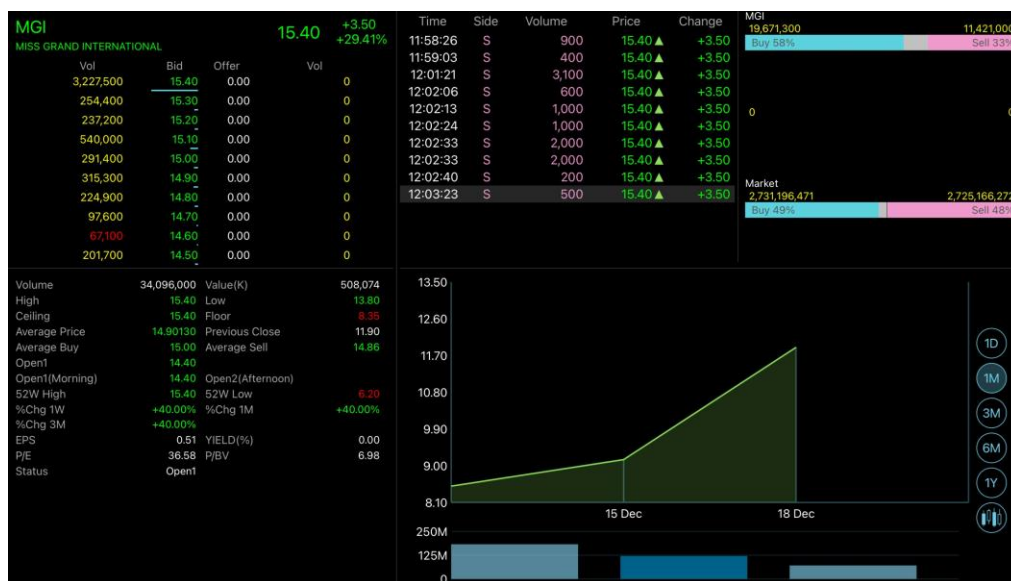 MGI 15.40 +3.50
MISS GRAND INTERNATIONAL +29.41%
Vol Bid Offer Vol
3,227,500 15.40 0.00 0
254,400 15.30 0.00 0
237,200 15.20 0.00 0
540,000 15.10 0.00 0
291,400 15.00 0.00 0
315,300 14.90 0.00 0
224,900 14.80 0.00 0
97,600 14.70 0.00 0
67,100 14.60 0.00 0
201,700 14.50 0.00 0
Time Side Volume Price Change
11:58:26 S 900 15.40▲ +3.50
11:59:03 S 400 15.40▲ +3.50
12:01:21 S 3,100 15.40▲ +3.50
12:02:06 S 600 15.40▲ +3.50
12:02:13 S 1,000 15.40▲ +3.50
12:02:24 S 1,000 15.40▲ +3.50
12:02:33 S 2,000 15.40▲ +3.50
12:02:33 S 2,000 15.40▲ +3.50
12:02:40 S 200 15.40▲ +3.50
12:03:23 S 500 15.40▲ +3.50
MGI
19,671,300 11,421,000
Buy 58% Sell 33%
0 0
Market
2,731,196,471 2,725,166,272
Buy 49% Sell 48%
Volume 34,096,000 Value(K) 508,074
High 15.40 Low 13.80
Ceiling 15.40 Floor 8.35
Average Price 14.90130 Previous Close 11.90
Average Buy 15.00 Average Sell 14.86
Open1 14.40
Open1(Morning) 14.40 Open2(Afternoon)
52W High 15.40 52W Low 6.20
%Chg 1W +40.00% %Chg 1M +40.00%
%Chg 3M +40.00%
EPS 0.51 YIELD(%) 0.00
P/E 36.58 P/BV 6.98
Status Open1
13.50
12.60
11.70
10.80
9.90
9.00
8.10
15 Dec 18 Dec
250M
125M
0
1D
1M
3M
6M
1Y